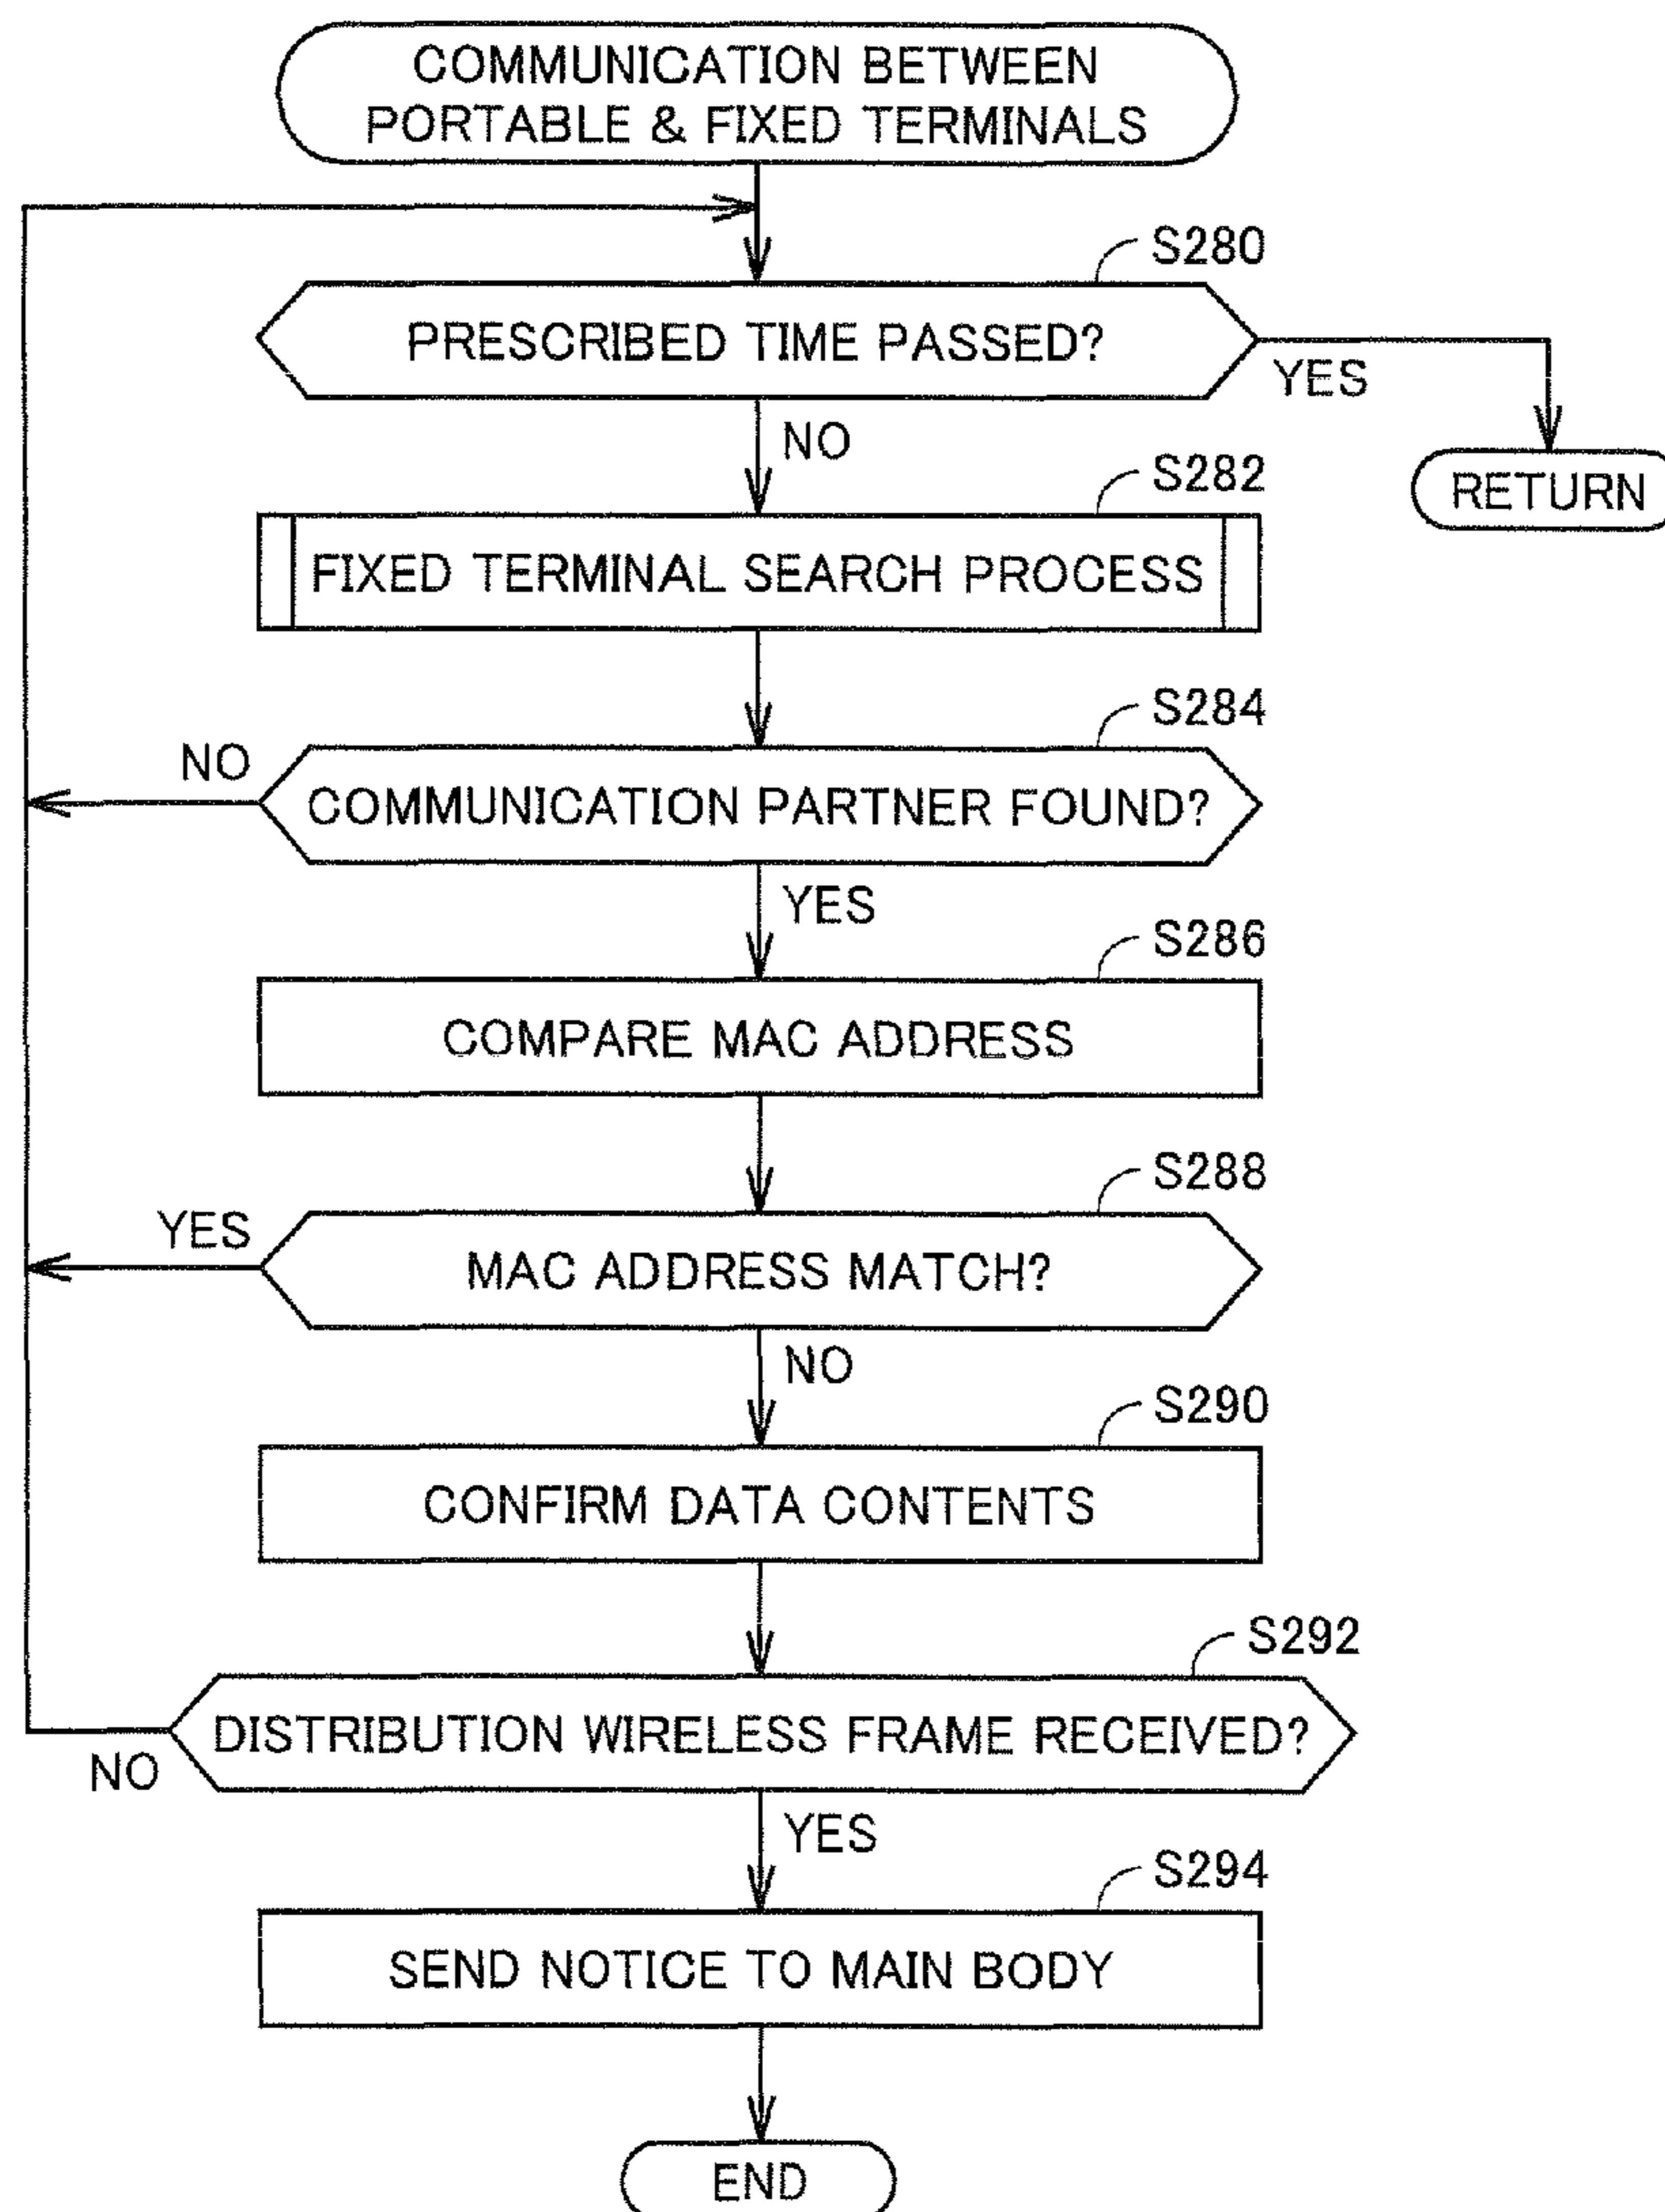 COMMUNICATION BETWEEN
PORTABLE & FIXED TERMINALS
S280
PRESCRIBED TIME PASSED?
YES
NO
RETURN
S282
FIXED TERMINAL SEARCH PROCESS
S284
NO
COMMUNICATION PARTNER FOUND?
YES
S286
COMPARE MAC ADDRESS
S288
YES
MAC ADDRESS MATCH?
NO
S290
CONFIRM DATA CONTENTS
S292
DISTRIBUTION WIRELESS FRAME RECEIVED?
NO
YES
S294
SEND NOTICE TO MAIN BODY
END